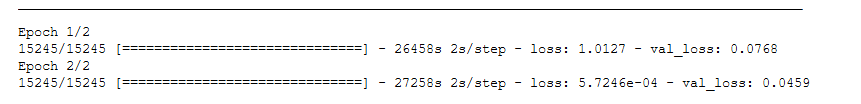 Epoch 1/2
15245/15245 [==============================] - 26458s 2s/step - loss: 1.0127 - val_loss: 0.0768
Epoch 2/2
15245/15245 [==============================] - 27258s 2s/step - loss: 5.7246e-04 - val_loss: 0.0459